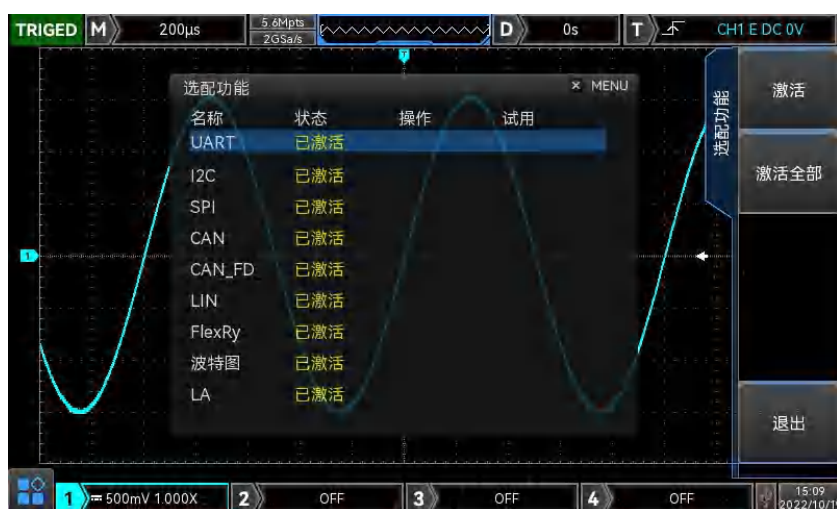 TRIGED M 200μs 5.6Mpts D 0s T CH1 E DC 0V
2GSa/s
选配功能 × MENU
名称 状态 操作 试用
UART 已激活
I2C 已激活
SPI 已激活
CAN 已激活
CAN_FD 已激活
LIN 已激活
FlexRy 已激活
波特图 已激活
LA 已激活
选配功能
激活
激活全部
退出
1
1 500mV 1.000X 2 OFF 3 OFF 4 OFF 15:09